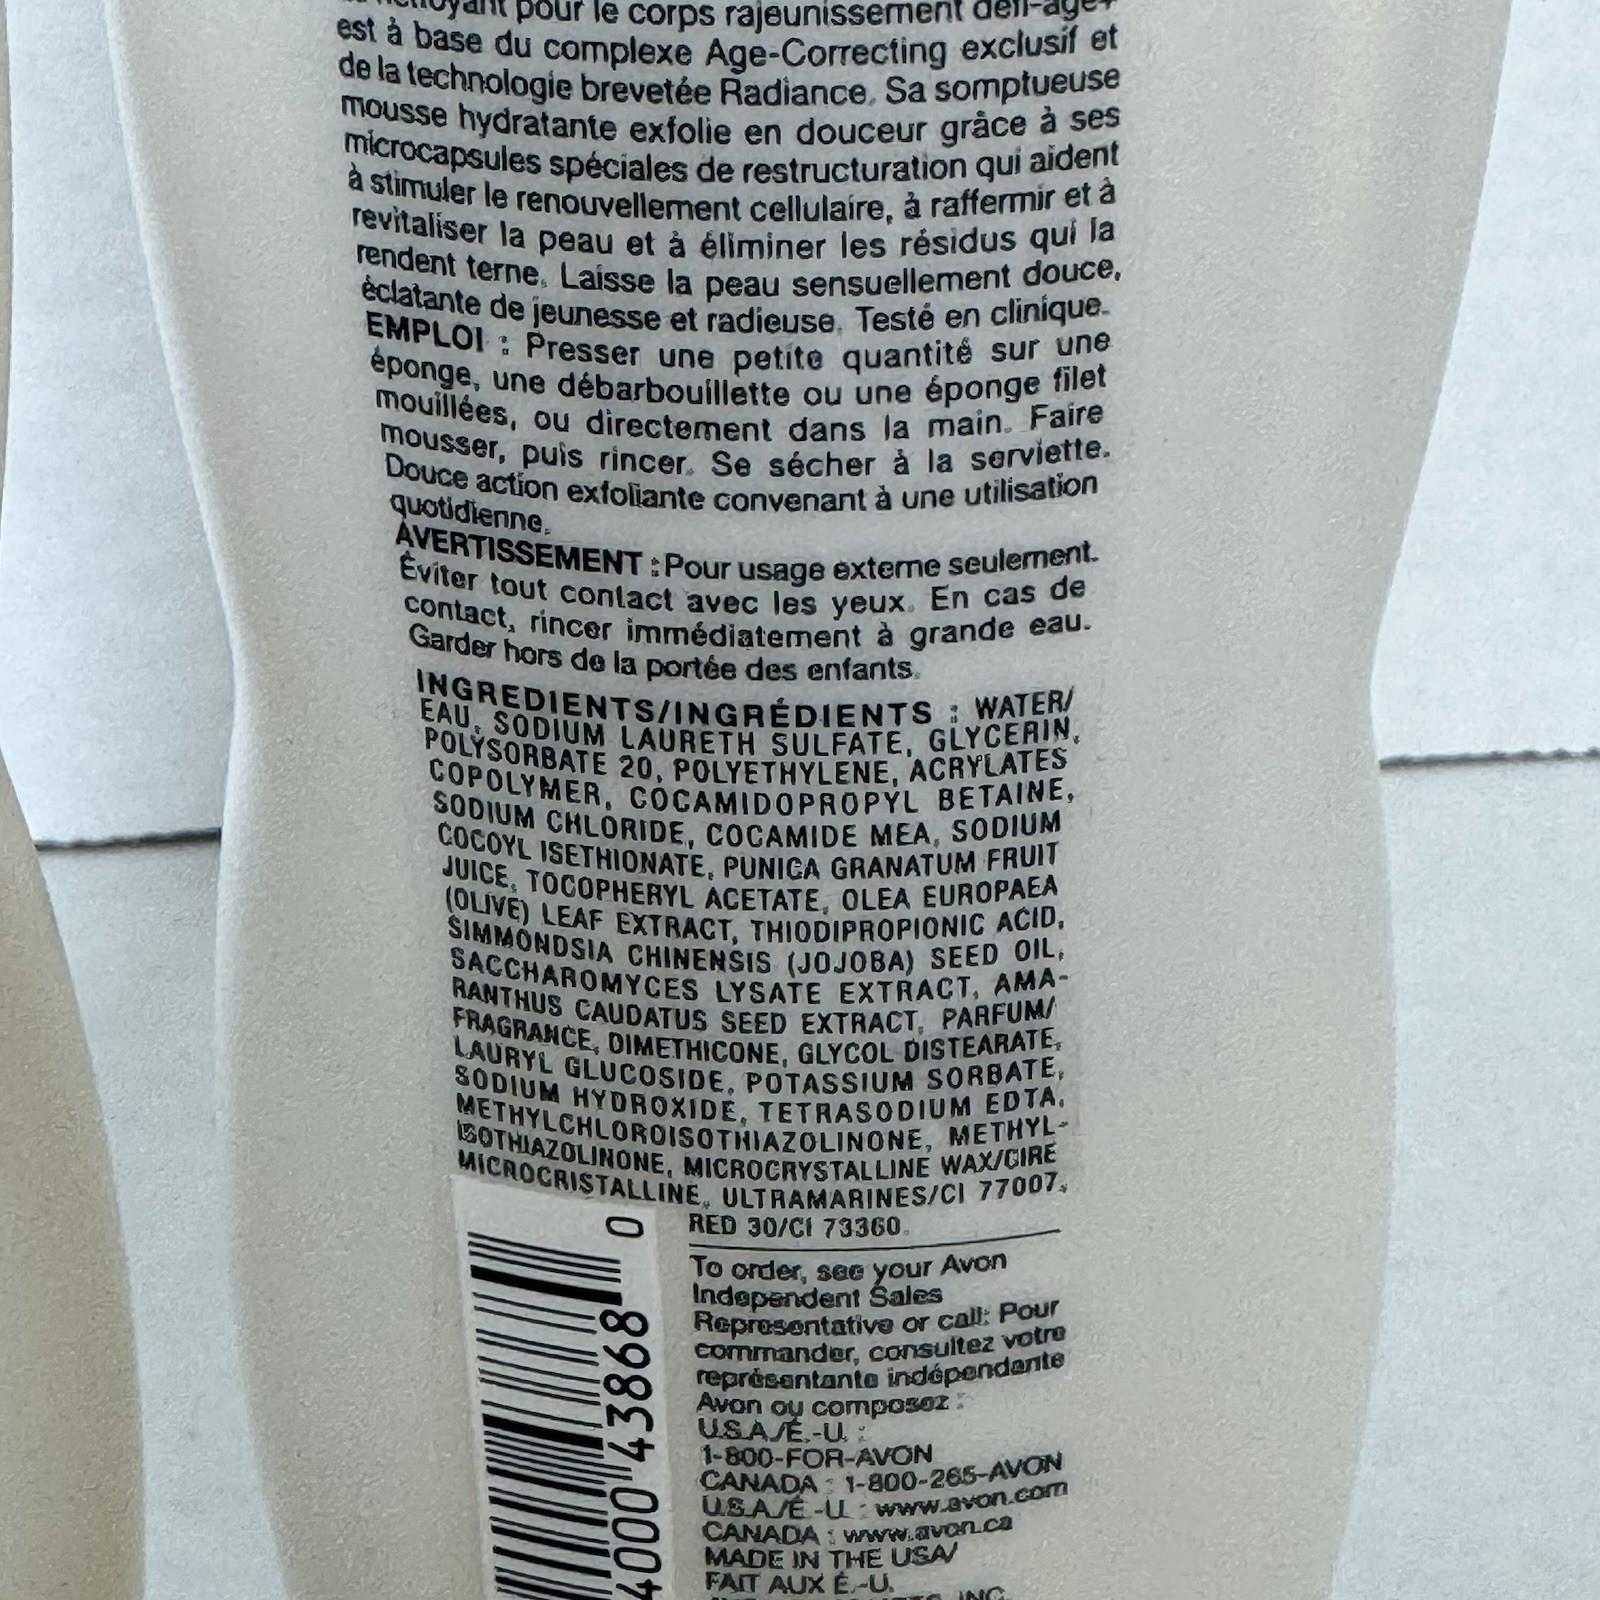 pour le corps rajeunissement défi-âge+
est à base du complexe Age-Correcting exclusif et
de la technologie brevetée Radiance. Sa somptueuse
mousse hydratante exfolie en douceur grâce à ses
microcapsules spéciales de restructuration qui aident
à stimuler le renouvellement cellulaire, à raffermir et à
revitaliser la peau et à éliminer les résidus qui la
rendent terne. Laisse la peau sensuellement douce,
éclatante de jeunesse et radieuse. Testé en clinique.
EMPLOI : Presser une petite quantité sur une
éponge, une débarbouillette ou une éponge filet
mouillées, ou directement dans la main. Faire
mousser, puis rincer. Se sécher à la serviette.
Douce action exfoliante convenant à une utilisation
quotidienne.
AVERTISSEMENT : Pour usage externe seulement.
Éviter tout contact avec les yeux. En cas de
contact, rincer immédiatement à grande eau.
Garder hors de la portée des enfants.
INGREDIENTS/INGRÉDIENTS : WATER/
EAU, SODIUM LAURETH SULFATE, GLYCERIN,
POLYSORBATE 20, POLYETHYLENE, ACRYLATES
COPOLYMER, COCAMIDOPROPYL BETAINE,
SODIUM CHLORIDE, COCAMIDE MEA, SODIUM
COCOYL ISETHIONATE, PUNICA GRANATUM FRUIT
JUICE, TOCOPHERYL ACETATE, OLEA EUROPAEA
(OLIVE) LEAF EXTRACT, THIODIPROPIONIC ACID,
SIMMONDSIA CHINENSIS (JOJOBA) SEED OIL,
SACCHAROMYCES LYSATE EXTRACT, AMA-
RANTHUS CAUDATUS SEED EXTRACT, PARFUM/
FRAGRANCE, DIMETHICONE, GLYCOL DISTEARATE,
LAURYL GLUCOSIDE, POTASSIUM SORBATE,
SODIUM HYDROXIDE, TETRASODIUM EDTA,
METHYLCHLOROISOTHIAZOLINONE, METHYL-
ISOTHIAZOLINONE, MICROCRYSTALLINE WAX/CIRE
MICROCRISTALLINE, ULTRAMARINES/CI 77007,
RED 30/CI 73360.
To order, see your Avon
Independent Sales
Representative or call: Pour
commander, consultez votre
représentante indépendante
Avon ou composez :
U.S.A./É.-U. :
1-800-FOR-AVON
CANADA : 1-800-265-AVON
U.S.A./É.-U. : www.avon.com
CANADA : www.avon.ca
MADE IN THE USA/
FAIT AUX É.-U.
INC.
4000 43868 0